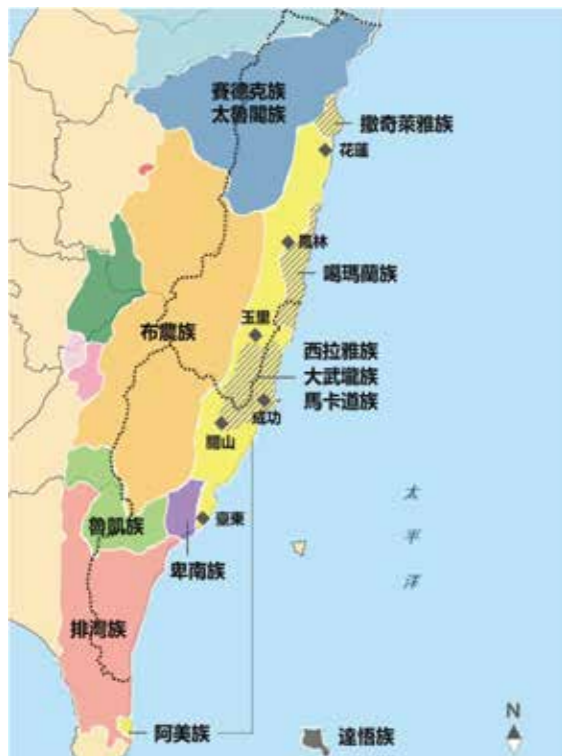 賽德克族
太魯閣族
撒奇萊雅族
花蓮
鳳林
噶瑪蘭族
玉里
布農族
西拉雅族
大武壠族
馬卡道族
成功
關山
太平洋
魯凱族
臺東
卑南族
排灣族
阿美族
達悟族
N